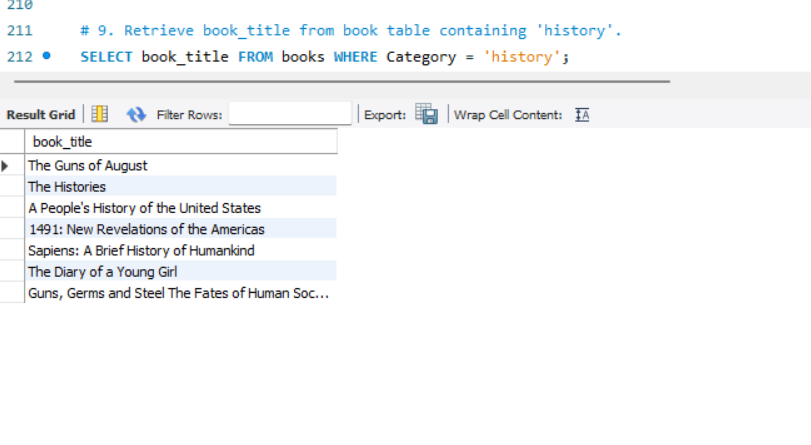 210
211 # 9. Retrieve book_title from book table containing 'history'.
212 SELECT book_title FROM books WHERE Category = 'history';
Result Grid Filter Rows: Export: Wrap Cell Content: IA
book_title
The Guns of August
The Histories
A People's History of the United States
1491: New Revelations of the Americas
Sapiens: A Brief History of Humankind
The Diary of a Young Girl
Guns, Germs and Steel The Fates of Human Soc...